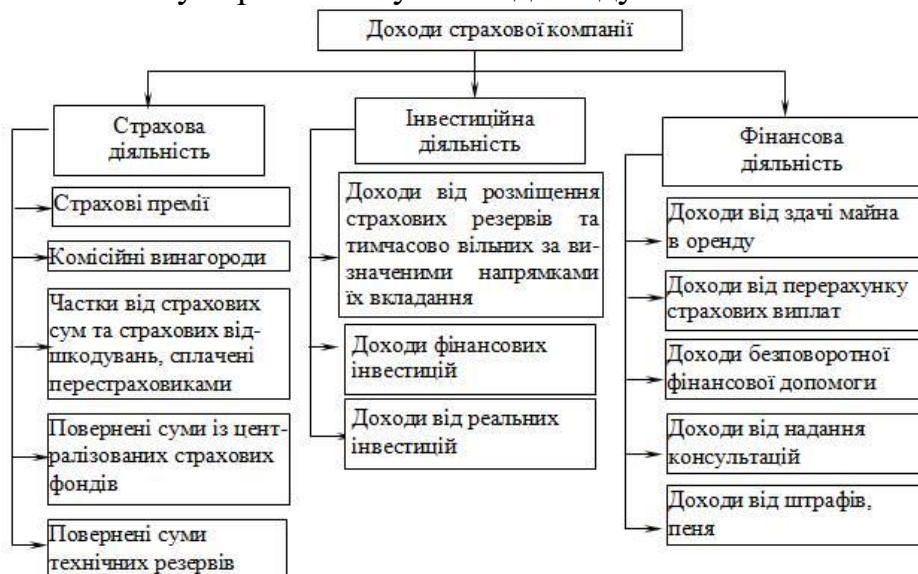 Доходи страхової компанії
Страхова
діяльність
Страхові премії
Комісійні винагороди
Частки від страхових
сум та страхових від-
шкодувань, сплачені
перестраховиками
Повернені суми із цент-
ралізованих страхових
фондів
Повернені суми
технічних резервів
Інвестиційна
діяльність
Доходи від розміщення
страхових резервів та
тимчасово вільних за ви-
значеними напрямками
їх вкладання
Доходи фінансових
інвестицій
Доходи від реальних
інвестицій
Фінансова
діяльність
Доходи від здачі майна
в оренду
Доходи від перерахунку
страхових виплат
Доходи безповоротної
фінансової допомоги
Доходи від надання
консультацій
Доходи від штрафів,
пеня